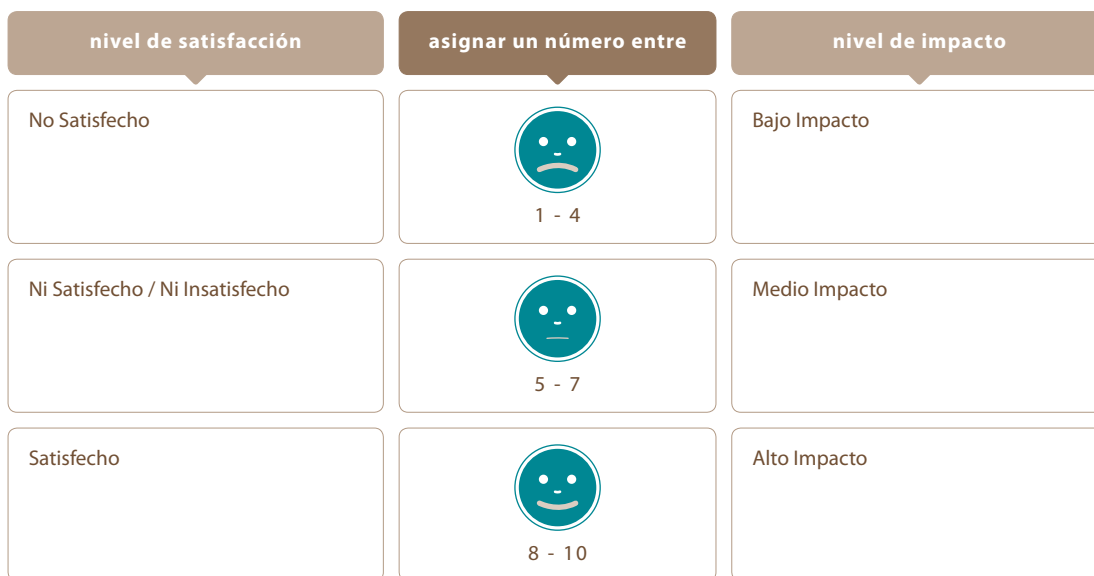 nivel de satisfacción
asignar un número entre
nivel de impacto
No Satisfecho
1 - 4
Bajo Impacto
Ni Satisfecho / Ni Insatisfecho
5 - 7
Medio Impacto
Satisfecho
8 - 10
Alto Impacto